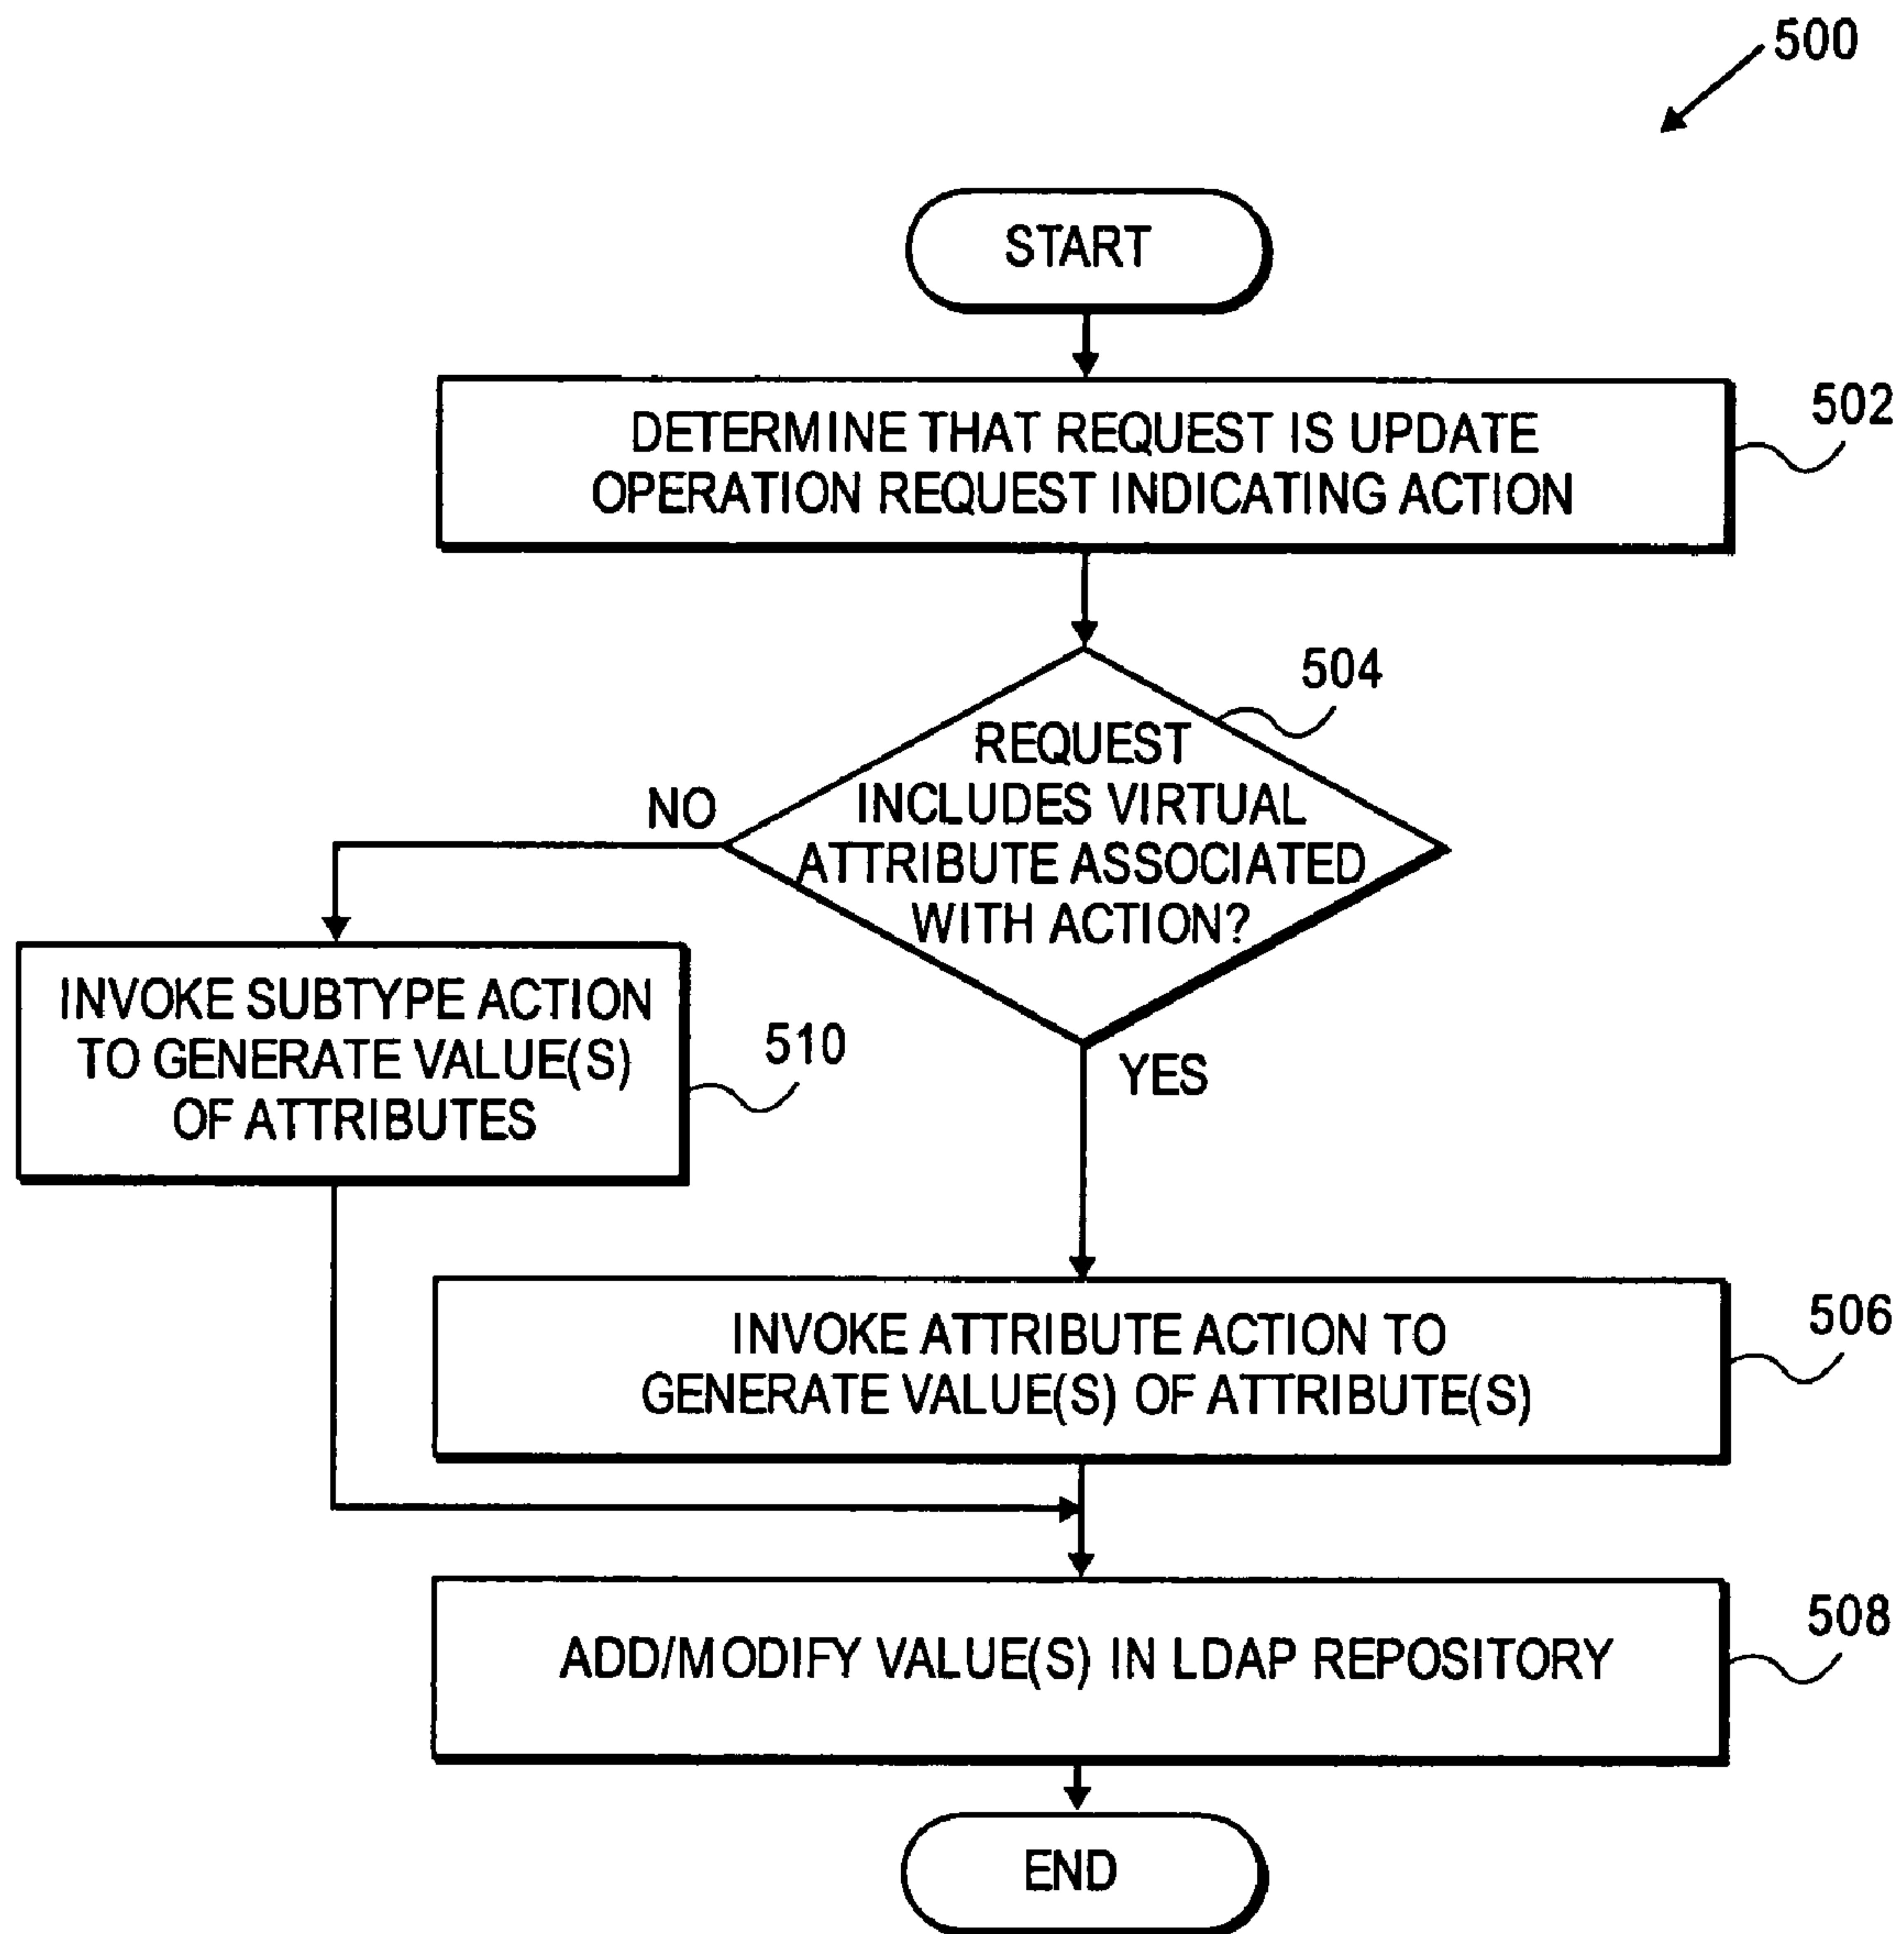 500
START
DETERMINE THAT REQUEST IS UPDATE
OPERATION REQUEST INDICATING ACTION
502
504
REQUEST
INCLUDES VIRTUAL
ATTRIBUTE ASSOCIATED
WITH ACTION?
NO
YES
INVOKE SUBTYPE ACTION
TO GENERATE VALUE(S)
OF ATTRIBUTES
510
INVOKE ATTRIBUTE ACTION TO
GENERATE VALUE(S) OF ATTRIBUTE(S)
506
ADD/MODIFY VALUE(S) IN LDAP REPOSITORY
508
END